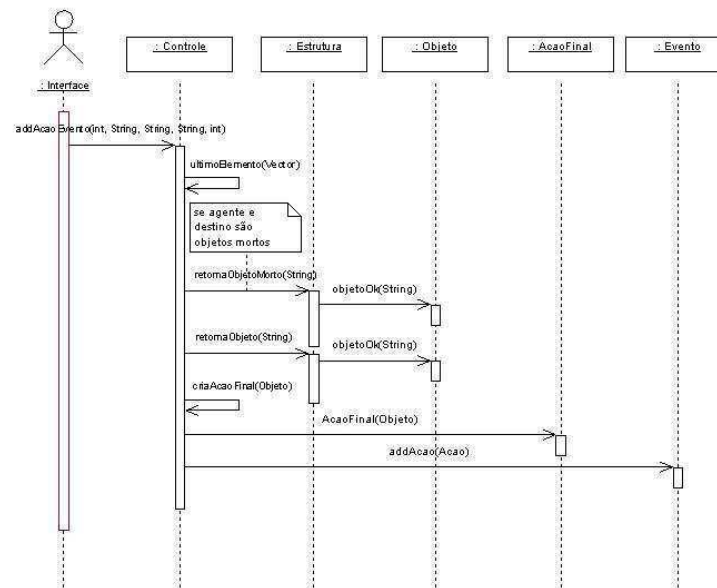 : Controle
: Estrutura
: Objeto
: AcaoFinal
: Evento
: Interface
addAcaoEvento(int, String, String, String, int)
ultimoElemento(Vector)
se agente e
destino são
objetos mortos
retornaObjetoMorto(String)
objetoOk(String)
retornaObjeto(String)
objetoOk(String)
criaAcaoFinal(Objeto)
AcaoFinal(Objeto)
addAcao(Acao)